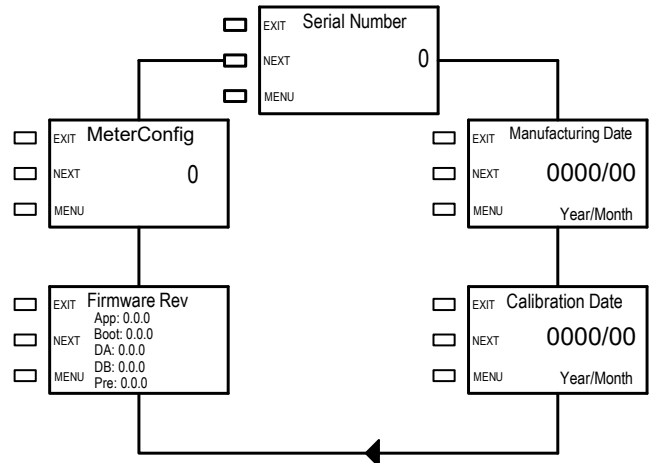 Serial Number
EXIT
NEXT
0
MENU
MeterConfig
EXIT
NEXT
0
MENU
Manufacturing Date
EXIT
NEXT
0000/00
MENU
Year/Month
Firmware Rev
EXIT
App: 0.0.0
Boot: 0.0.0
NEXT
DA: 0.0.0
DB: 0.0.0
MENU
Pre: 0.0.0
Calibration Date
EXIT
NEXT
0000/00
MENU
Year/Month